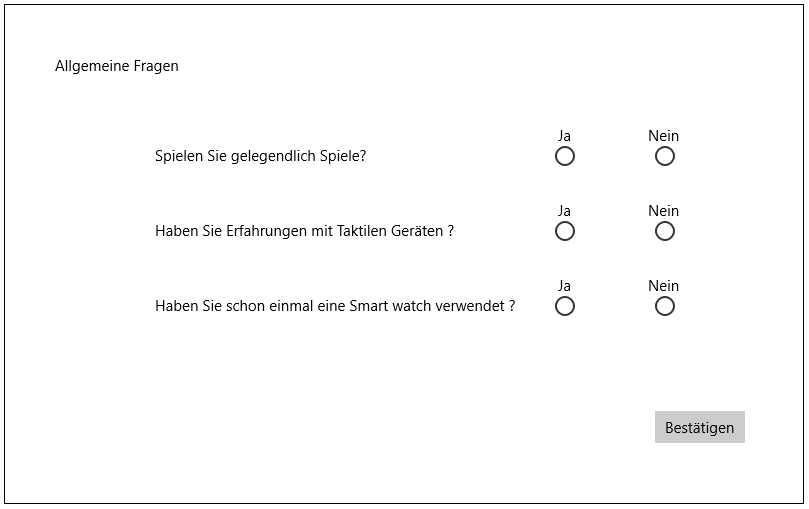 Allgemeine Fragen
Ja Nein
Spielen Sie gelegendlich Spiele?
Ja Nein
Haben Sie Erfahrungen mit Taktilen Geräten ?
Ja Nein
Haben Sie schon einmal eine Smart watch verwendet ?
Bestätigen